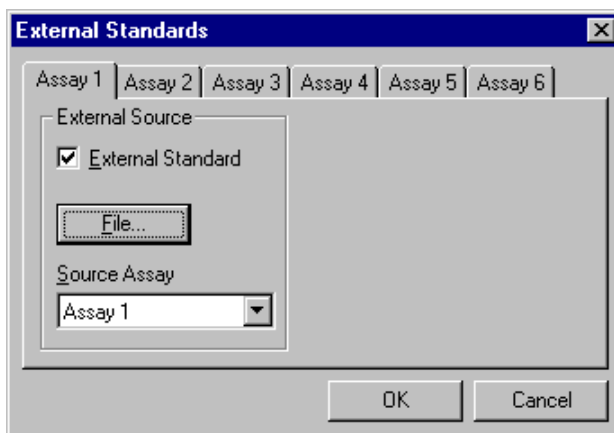 External Standards
Assay 1 Assay 2 Assay 3 Assay 4 Assay 5 Assay 6
External Source
External Standard
File...
Source Assay
Assay 1
OK Cancel